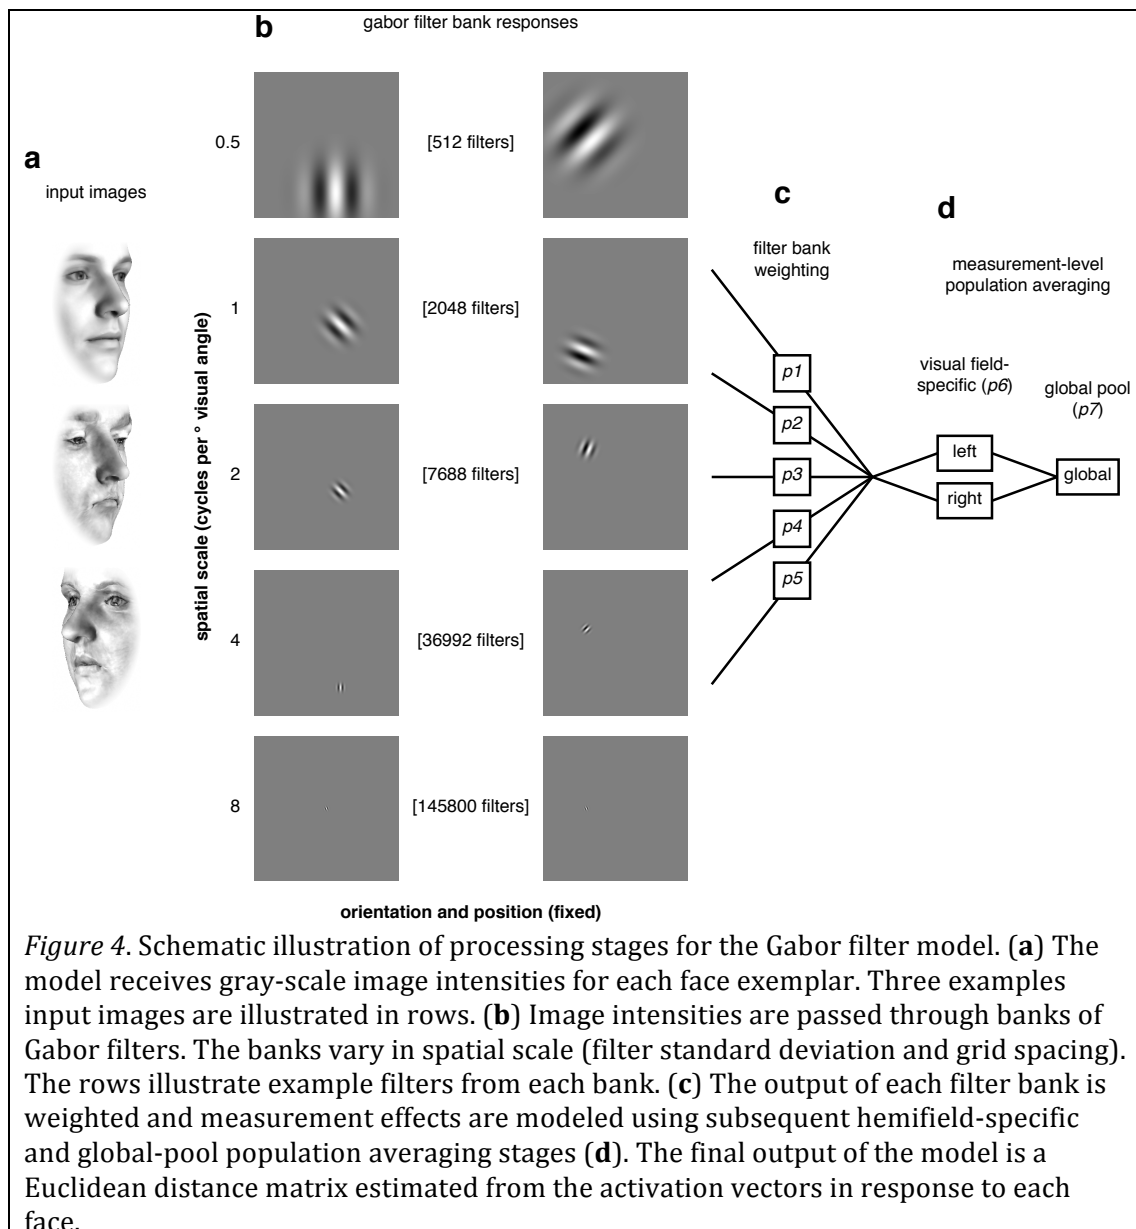 b
gabor filter bank responses
a
input images
spatial scale (cycles per ° visual angle)
0.5
[512 filters]
1
[2048 filters]
2
[7688 filters]
4
[36992 filters]
8
[145800 filters]
orientation and position (fixed)
c
filter bank
weighting
p1
p2
p3
p4
p5
d
measurement-level
population averaging
visual field-
specific (p6)
left
right
global pool
(p7)
global
Figure 4. Schematic illustration of processing stages for the Gabor filter model. (a) The
model receives gray-scale image intensities for each face exemplar. Three examples
input images are illustrated in rows. (b) Image intensities are passed through banks of
Gabor filters. The banks vary in spatial scale (filter standard deviation and grid spacing).
The rows illustrate example filters from each bank. (c) The output of each filter bank is
weighted and measurement effects are modeled using subsequent hemifield-specific
and global-pool population averaging stages (d). The final output of the model is a
Euclidean distance matrix estimated from the activation vectors in response to each
face.